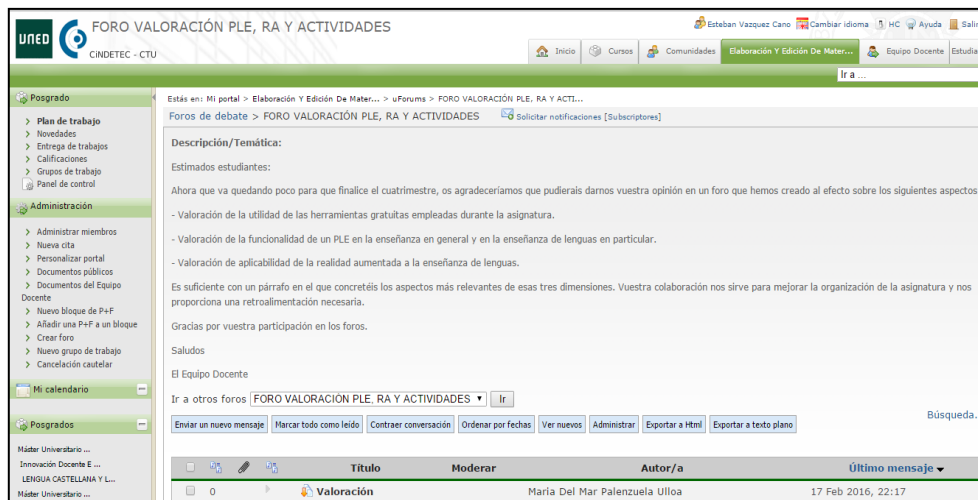 UNED
FORO VALORACIÓN PLE, RA Y ACTIVIDADES
CiNDETEC - CTU
Esteban Vazquez Cano Cambiar idioma HC Ayuda Sali
Inicio Cursos Comunidades Elaboración Y Edición De Mater... Equipo Docente Estudia
Ir a ...
Posgrado
> Plan de trabajo
> Novedades
> Entrega de trabajos
> Calificaciones
> Grupos de trabajo
Panel de control
Administración
> Administrar miembros
> Nueva cita
> Personalizar portal
> Documentos públicos
> Documentos del Equipo
Docente
> Nuevo bloque de P+F
> Añadir una P+F a un bloque
> Crear foro
> Nuevo grupo de trabajo
> Cancelación cautelar
Mi calendario
Posgrados
Máster Universitario ...
Innovación Docente E ...
LENGUA CASTELLANA Y L...
Máster Universitario ...
Estás en: Mi portal > Elaboración Y Edición De Mater... > uForums > FORO VALORACIÓN PLE, RA Y ACTI...
Foros de debate > FORO VALORACIÓN PLE, RA Y ACTIVIDADES Solicitar notificaciones [Subscriptores]
Descripción/Temática:
Estimados estudiantes:
Ahora que va quedando poco para que finalice el cuatrimestre, os agradeceríamos que pudierais darnos vuestra opinión en un foro que hemos creado al efecto sobre los siguientes aspectos
- Valoración de la utilidad de las herramientas gratuitas empleadas durante la asignatura.
- Valoración de la funcionalidad de un PLE en la enseñanza en general y en la enseñanza de lenguas en particular.
- Valoración de aplicabilidad de la realidad aumentada a la enseñanza de lenguas.
Es suficiente con un párrafo en el que concretéis los aspectos más relevantes de esas tres dimensiones. Vuestra colaboración nos sirve para mejorar la organización de la asignatura y nos
proporciona una retroalimentación necesaria.
Gracias por vuestra participación en los foros.
Saludos
El Equipo Docente
Ir a otros foros FORO VALORACIÓN PLE, RA Y ACTIVIDADES Ir
Búsqueda.
Enviar un nuevo mensaje Marcar todo como leído Contraer conversación Ordenar por fechas Ver nuevos Administrar Exportar a Html Exportar a texto plano
Título Moderar Autor/a Último mensaje
0 Valoración Maria Del Mar Palenzuela Ulloa 17 Feb 2016, 22:17